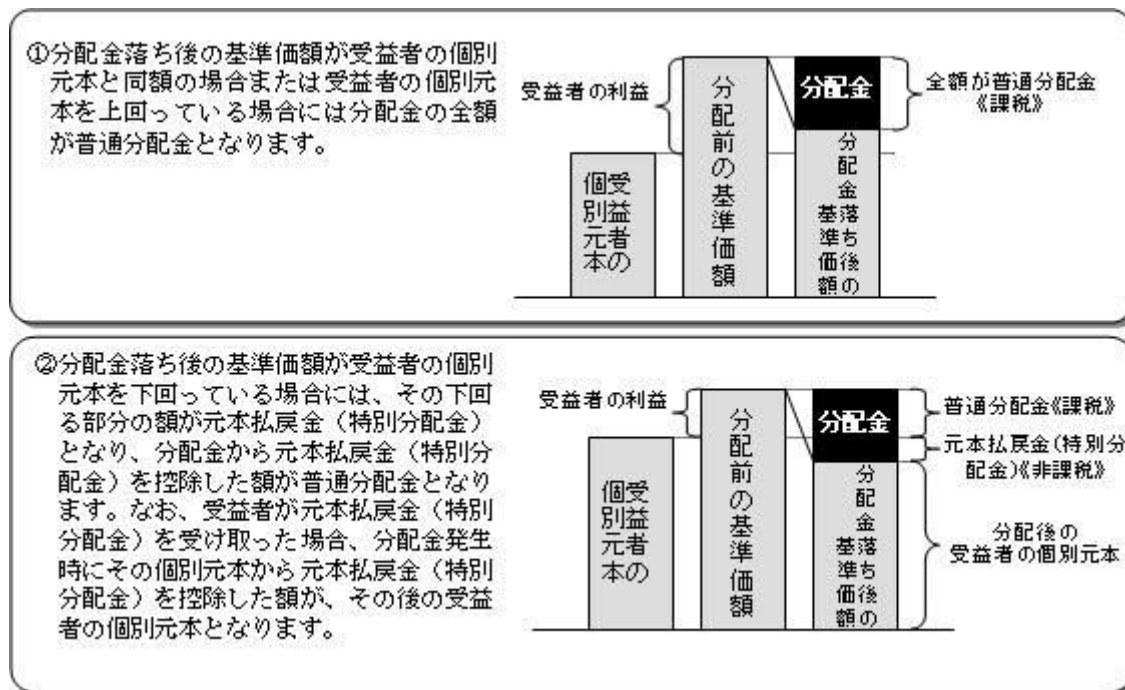 ①分配金落ち後の基準価額が受益者の個別
元本と同額の場合または受益者の個別元
本を上回っている場合には分配金の全額
が普通分配金となります。
受益者の利益
受益者の
個別元本
分配前の基準価額
分配金
分配金落ち後の
基準価額
全額が普通分配金
《課税》
②分配金落ち後の基準価額が受益者の個別
元本を下回っている場合には、その下回
る部分の額が元本払戻金（特別分配金）
となり、分配金から元本払戻金（特別分
配金）を控除した額が普通分配金となり
ます。なお、受益者が元本払戻金（特別
分配金）を受け取った場合、分配金発生
時にその個別元本から元本払戻金（特別
分配金）を控除した額が、その後の受益
者の個別元本となります。
受益者の利益
受益者の
個別元本
分配前の基準価額
分配金
分配金落ち後の
基準価額
普通分配金《課税》
元本払戻金(特別分
配金)《非課税》
分配後の
受益者の個別元本